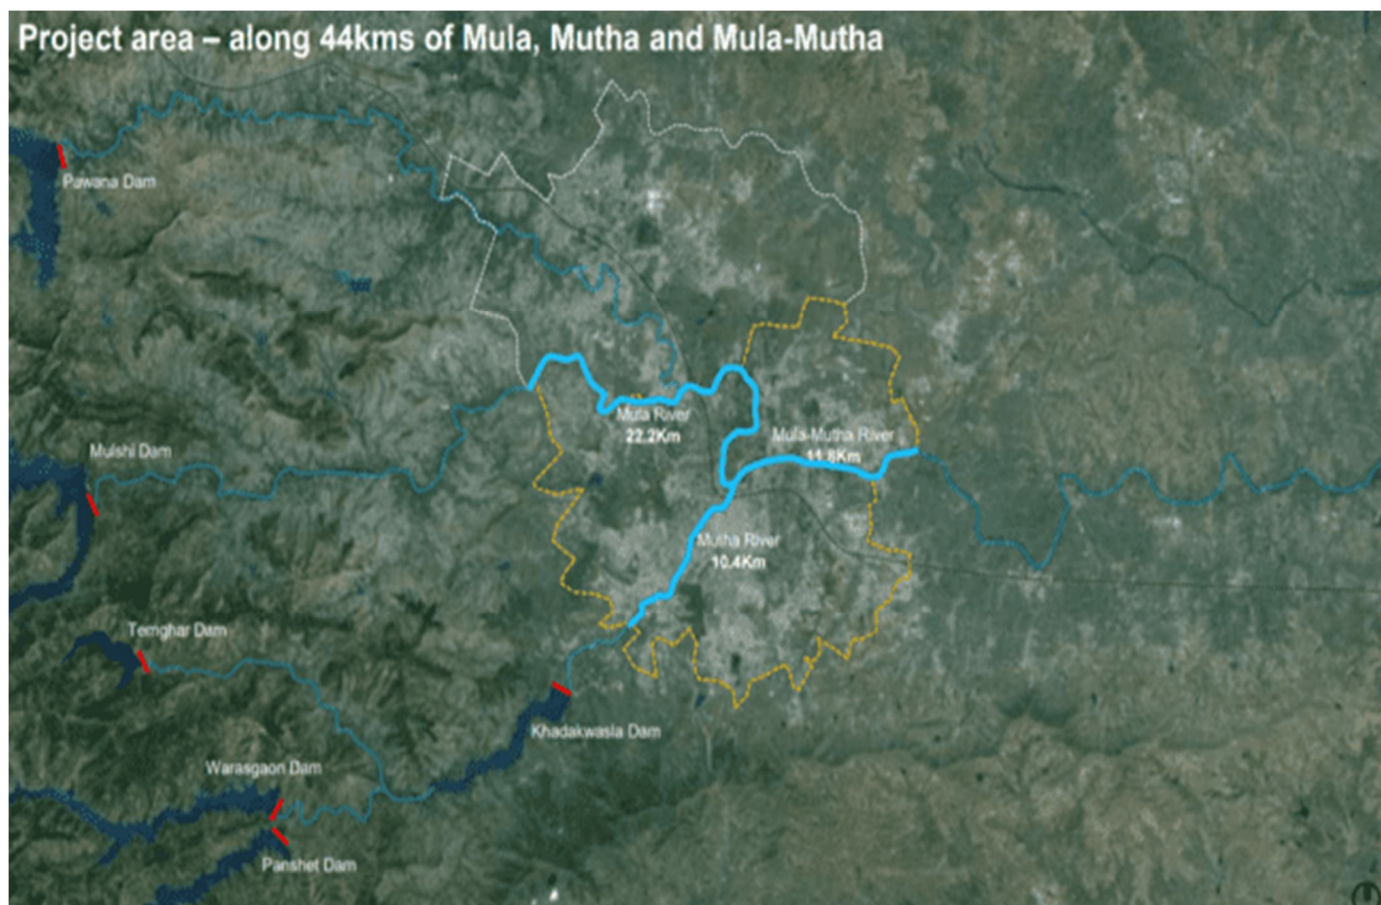 Project area – along 44kms of Mula, Mutha and Mula-Mutha
Pawana Dam
Mula River
22.2Km
Mula-Mutha River
11.8Km
Mulshi Dam
Mutha River
10.4Km
Temghar Dam
Khadakwasla Dam
Warasgaon Dam
Panshet Dam